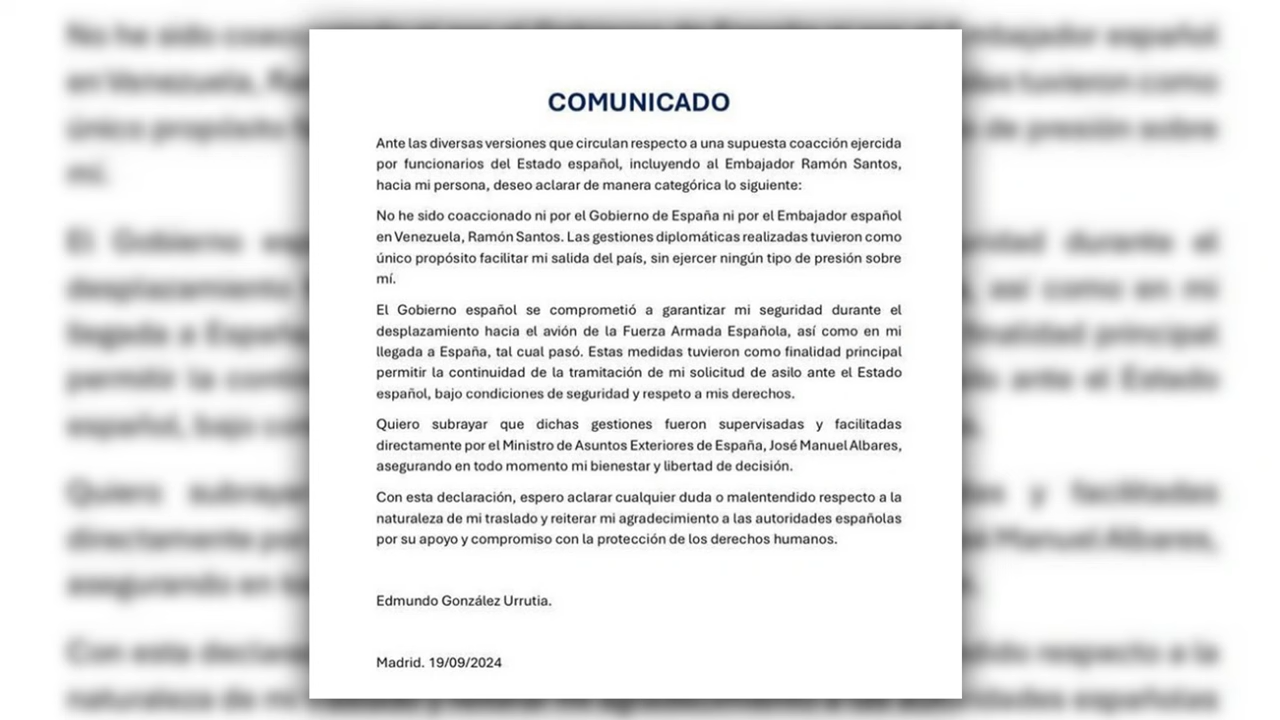 COMUNICADO
Ante las diversas versiones que circulan respecto a una supuesta coacción ejercida
por funcionarios del Estado español, incluyendo al Embajador Ramón Santos,
hacia mi persona, deseo aclarar de manera categórica lo siguiente:
No he sido coaccionado ni por el Gobierno de España ni por el Embajador español
en Venezuela, Ramón Santos. Las gestiones diplomáticas realizadas tuvieron como
único propósito facilitar mi salida del país, sin ejercer ningún tipo de presión sobre
mí.
El Gobierno español se comprometió a garantizar mi seguridad durante el
desplazamiento hacia el avión de la Fuerza Armada Española, así como en mi
llegada a España, tal cual pasó. Estas medidas tuvieron como finalidad principal
permitir la continuidad de la tramitación de mi solicitud de asilo ante el Estado
español, bajo condiciones de seguridad y respeto a mis derechos.
Quiero subrayar que dichas gestiones fueron supervisadas y facilitadas
directamente por el Ministro de Asuntos Exteriores de España, José Manuel Albares,
asegurando en todo momento mi bienestar y libertad de decisión.
Con esta declaración, espero aclarar cualquier duda o malentendido respecto a la
naturaleza de mi traslado y reiterar mi agradecimiento a las autoridades españolas
por su apoyo y compromiso con la protección de los derechos humanos.
Edmundo González Urrutia.
Madrid. 19/09/2024